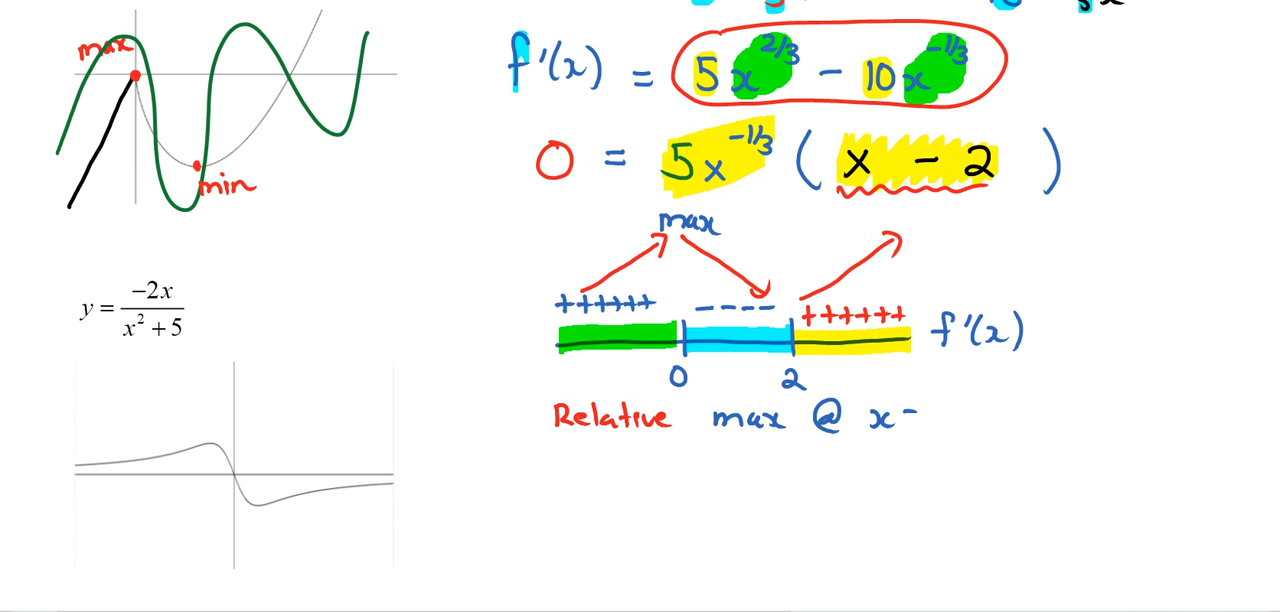 max
min
y = -2x / (x² + 5)
f'(x) = 5x^{2/3} - 10x^{-1/3}
0 = 5x^{-1/3} ( x - 2 )
max
++++++ ---- ++++++ f'(x)
0 2
Relative max @ x -